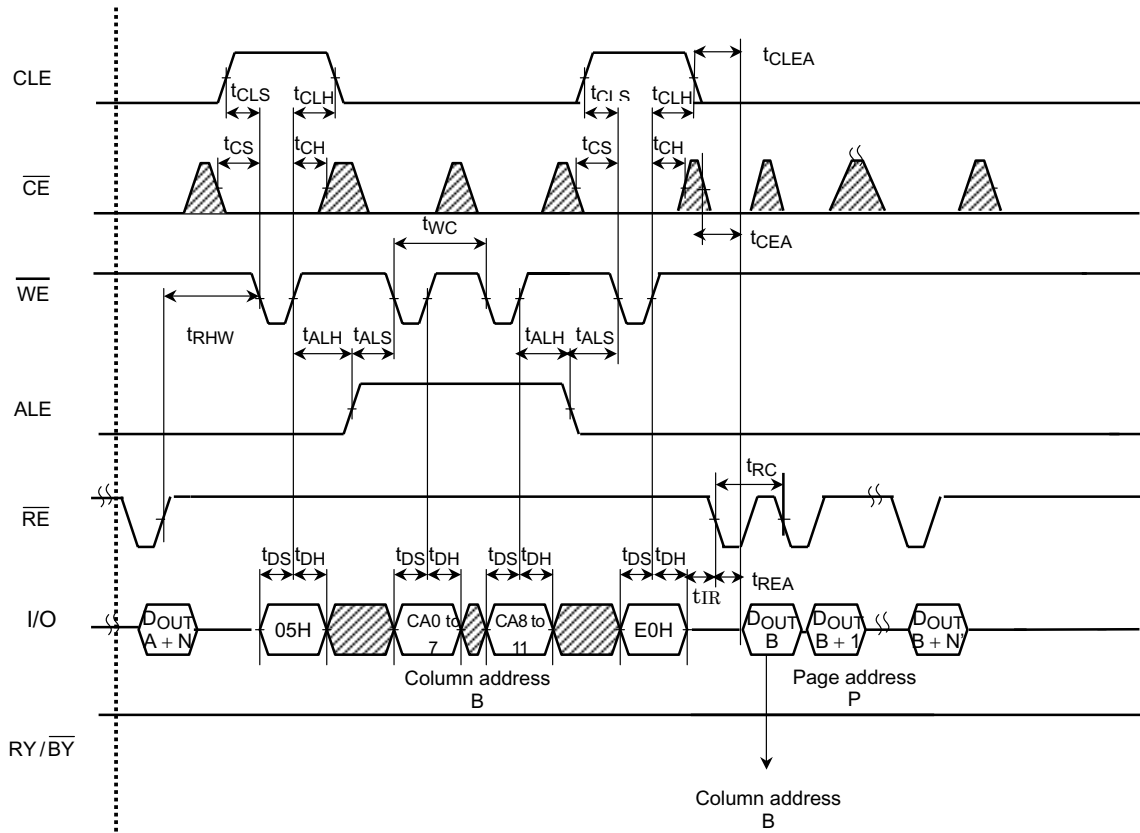 CLE
tCLS
tCLH
tCLS
tCLH
tCLEA
CE
tCS
tCH
tCS
tCH
tCEA
WE
tWC
tRHW
tALH
tALS
tALH
tALS
ALE
RE
tRC
tDS
tDH
tDS
tDH
tDS
tDH
tDS
tDH
tIR
tREA
I/O
DOUT
A + N
05H
CA0 to
7
CA8 to
11
E0H
DOUT
B
DOUT
B + 1
DOUT
B + N'
Column address
B
Page address
P
RY/BY
Column address
B